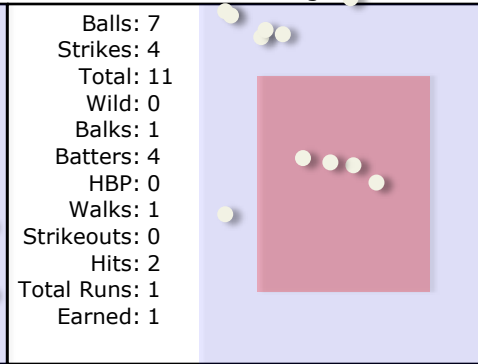 Balls: 7
Strikes: 4
Total: 11
Wild: 0
Balks: 1
Batters: 4
HBP: 0
Walks: 1
Strikeouts: 0
Hits: 2
Total Runs: 1
Earned: 1